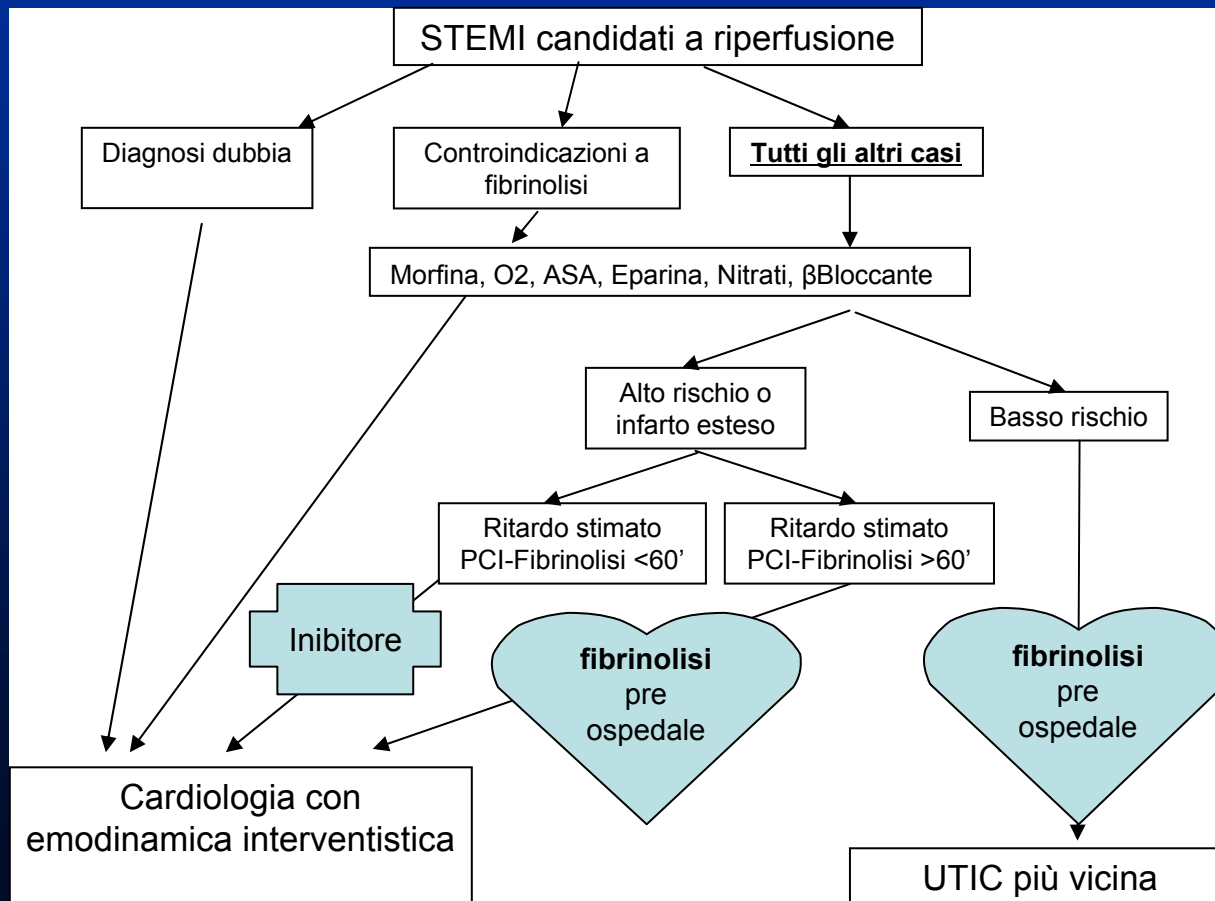 STEMI candidati a riperfusione
Diagnosi dubbia
Controindicazioni a
fibrinolisi
Tutti gli altri casi
Morfina, O2, ASA, Eparina, Nitrati, βBloccante
Alto rischio o
infarto esteso
Basso rischio
Ritardo stimato
PCI-Fibrinolisi <60’
Ritardo stimato
PCI-Fibrinolisi >60’
Inibitore
fibrinolisi
pre
ospedale
fibrinolisi
pre
ospedale
Cardiologia con
emodinamica interventistica
UTIC più vicina